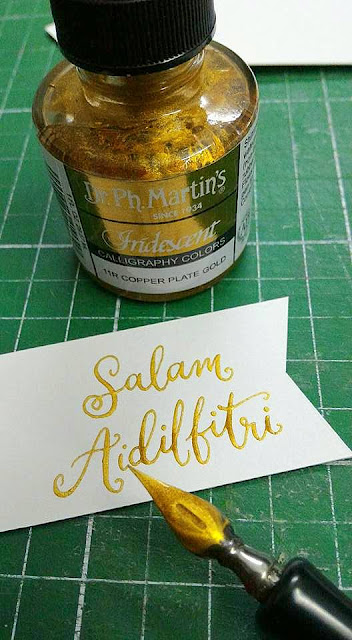 Dr. Ph. Martin's
SINCE 1934
Iridescent
CALLIGRAPHY COLORS
11R COPPER PLATE GOLD
Salam
Aidilfitri